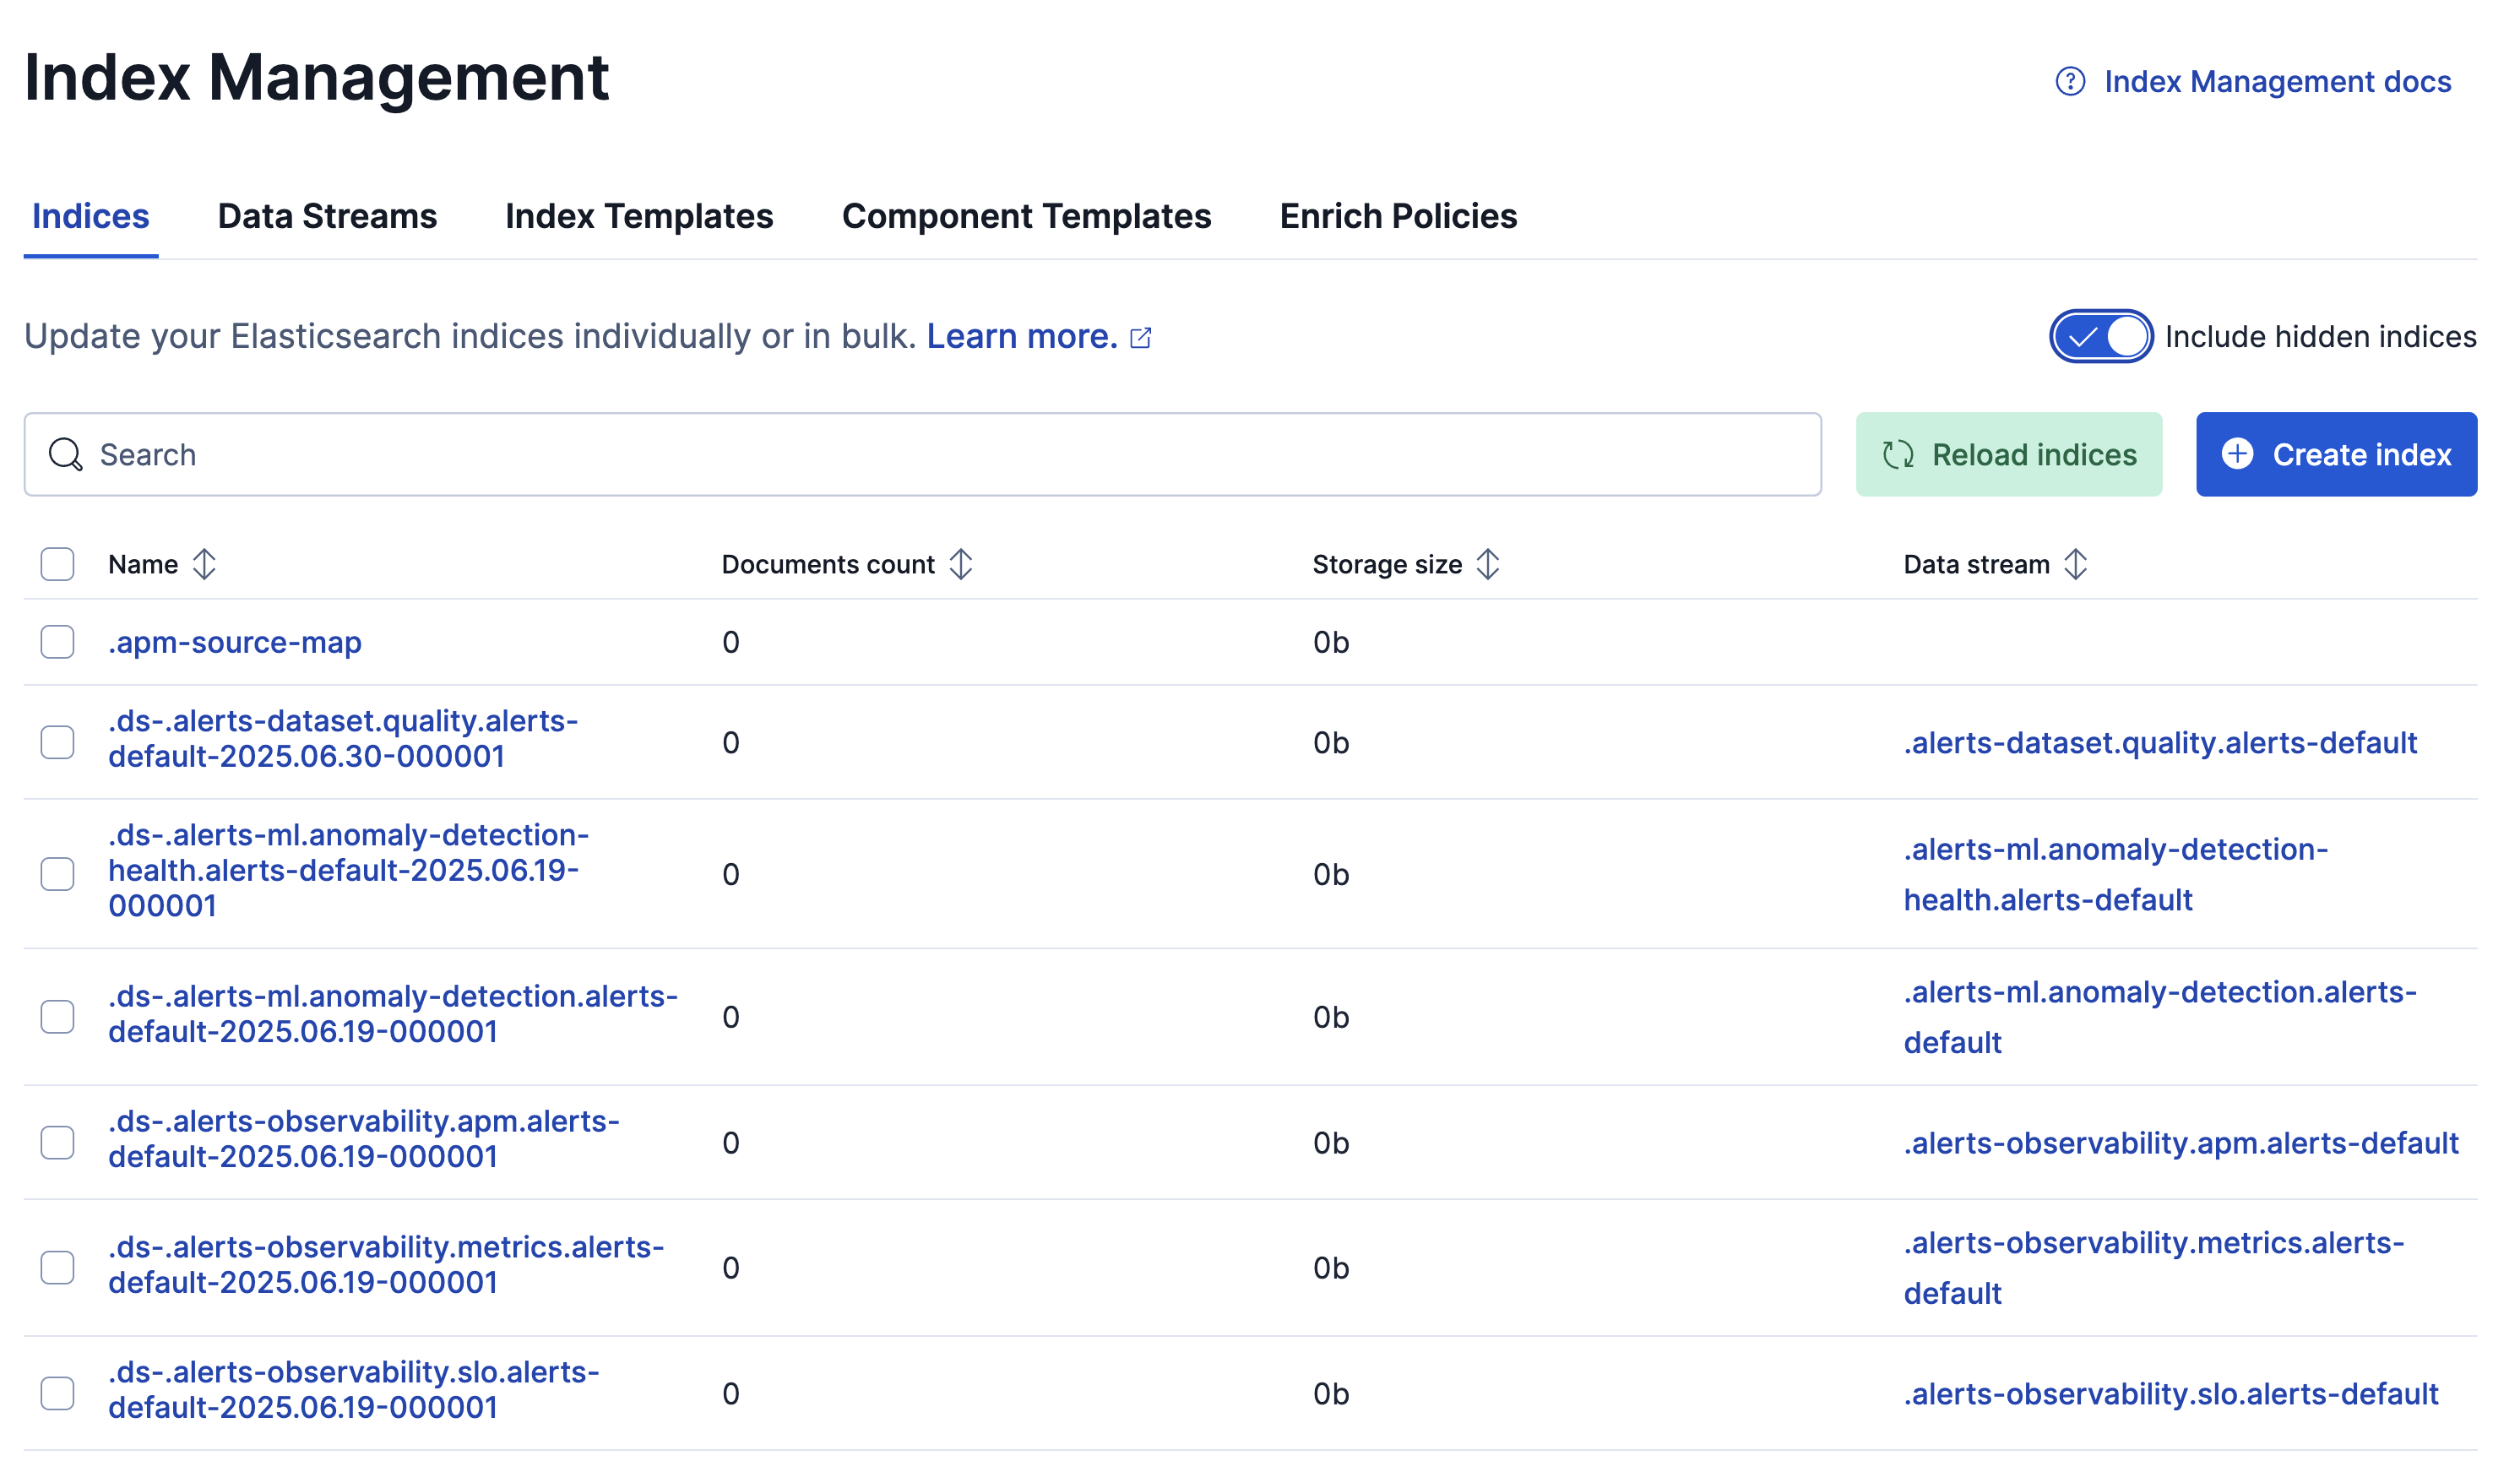 Index Management
Index Management docs
Indices Data Streams Index Templates Component Templates Enrich Policies
Update your Elasticsearch indices individually or in bulk. Learn more.
Include hidden indices
Search
Reload indices
Create index
Name Documents count Storage size Data stream
.apm-source-map 0 0b
.ds-.alerts-dataset.quality.alerts-
default-2025.06.30-000001
0 0b .alerts-dataset.quality.alerts-default
.ds-.alerts-ml.anomaly-detection-
health.alerts-default-2025.06.19-
000001
0 0b
.alerts-ml.anomaly-detection-
health.alerts-default
.ds-.alerts-ml.anomaly-detection.alerts-
default-2025.06.19-000001
0 0b
.alerts-ml.anomaly-detection.alerts-
default
.ds-.alerts-observability.apm.alerts-
default-2025.06.19-000001
0 0b .alerts-observability.apm.alerts-default
.ds-.alerts-observability.metrics.alerts-
default-2025.06.19-000001
0 0b
.alerts-observability.metrics.alerts-
default
.ds-.alerts-observability.slo.alerts-
default-2025.06.19-000001
0 0b .alerts-observability.slo.alerts-default